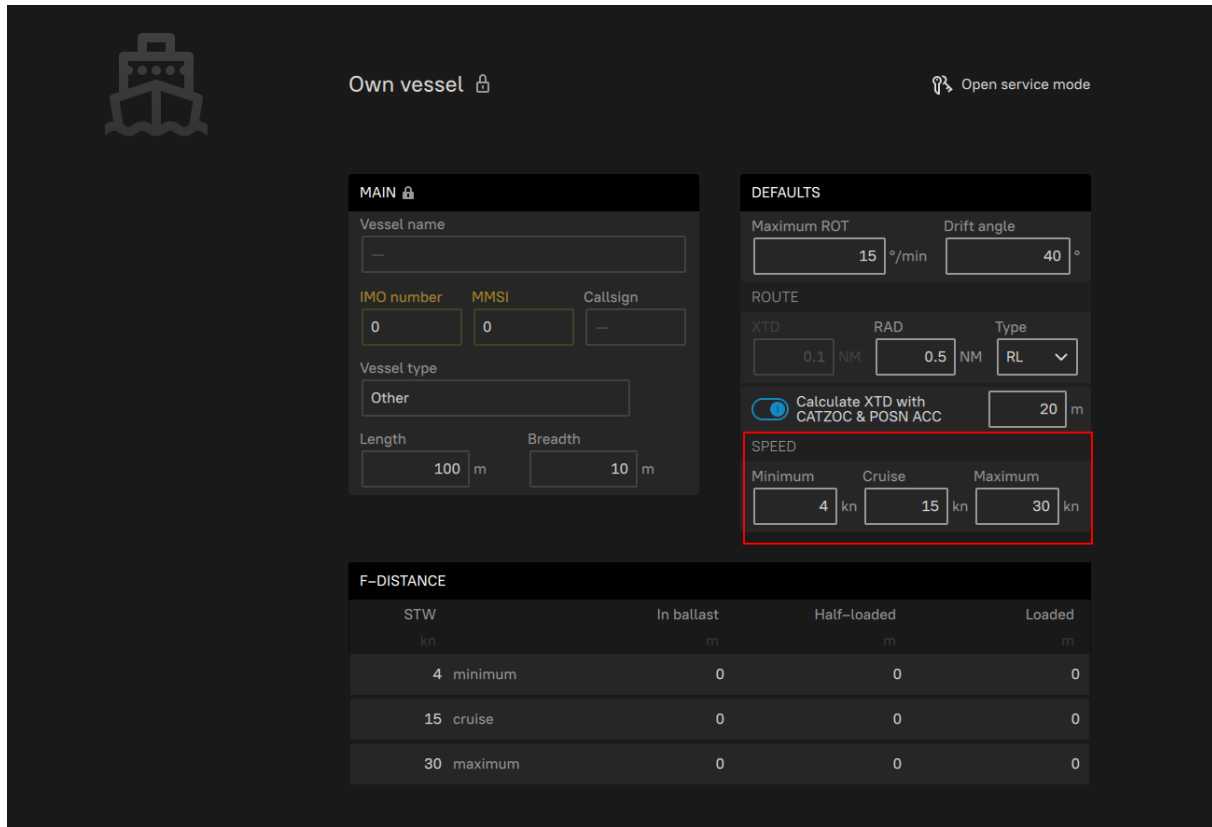 Own vessel
Open service mode
MAIN
Vessel name
—
IMO number MMSI Callsign
0 0 —
Vessel type
Other
Length Breadth
100 m 10 m
DEFAULTS
Maximum ROT Drift angle
15 °/min 40 °
ROUTE
XTD RAD Type
0.1 NM 0.5 NM RL
Calculate XTD with
CATZOC & POSN ACC
20 m
SPEED
Minimum Cruise Maximum
4 kn 15 kn 30 kn
F–DISTANCE
STW In ballast Half–loaded Loaded
kn m m m
4 minimum 0 0 0
15 cruise 0 0 0
30 maximum 0 0 0